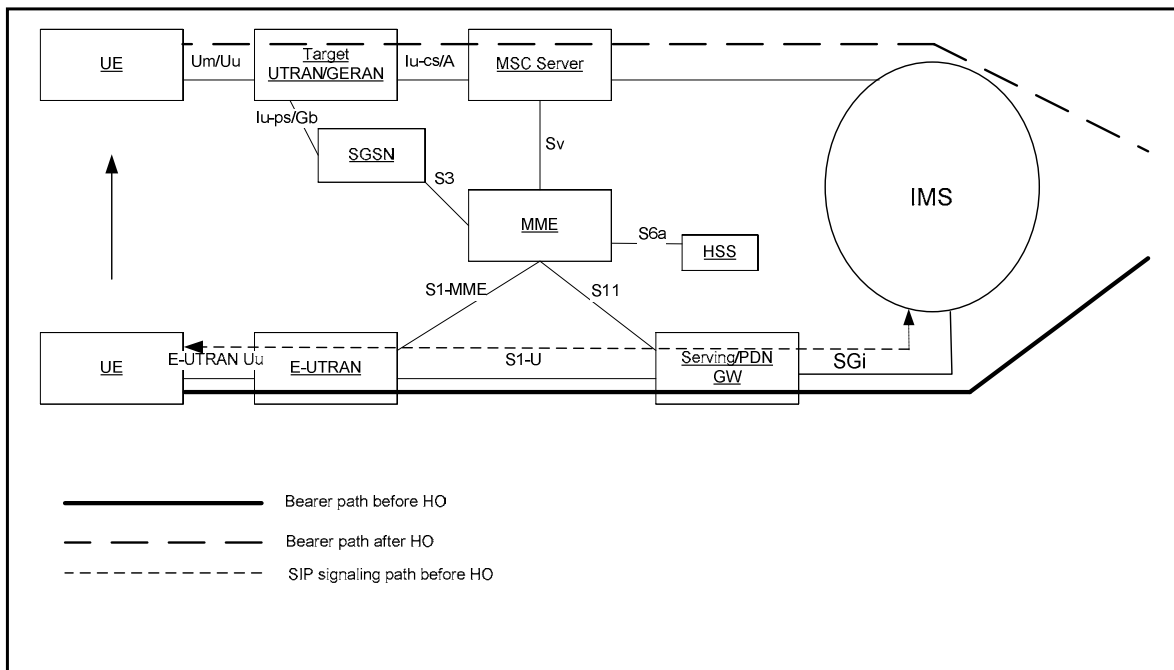 UE
Um/Uu
Target
UTRAN/GERAN
Iu-cs/A
MSC Server
Iu-ps/Gb
SGSN
S3
Sv
MME
S6a
HSS
IMS
S1-MME
S11
UE
E-UTRAN Uu
E-UTRAN
S1-U
Serving/PDN
GW
SGi
Bearer path before HO
Bearer path after HO
SIP signaling path before HO